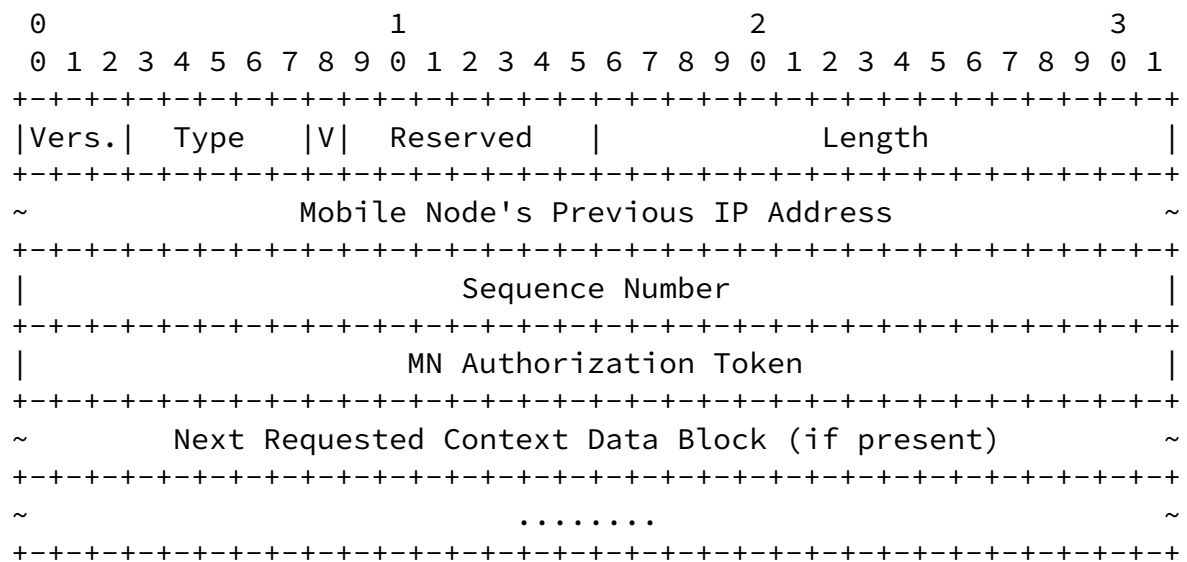 0                   1                   2                   3
 0 1 2 3 4 5 6 7 8 9 0 1 2 3 4 5 6 7 8 9 0 1 2 3 4 5 6 7 8 9 0 1
+-+-+-+-+-+-+-+-+-+-+-+-+-+-+-+-+-+-+-+-+-+-+-+-+-+-+-+-+-+-+-+-+
|Vers.|  Type   |V|  Reserved   |            Length             |
+-+-+-+-+-+-+-+-+-+-+-+-+-+-+-+-+-+-+-+-+-+-+-+-+-+-+-+-+-+-+-+-+
~               Mobile Node's Previous IP Address               ~
+-+-+-+-+-+-+-+-+-+-+-+-+-+-+-+-+-+-+-+-+-+-+-+-+-+-+-+-+-+-+-+-+
|                        Sequence Number                        |
+-+-+-+-+-+-+-+-+-+-+-+-+-+-+-+-+-+-+-+-+-+-+-+-+-+-+-+-+-+-+-+-+
|                     MN Authorization Token                    |
+-+-+-+-+-+-+-+-+-+-+-+-+-+-+-+-+-+-+-+-+-+-+-+-+-+-+-+-+-+-+-+-+
~        Next Requested Context Data Block (if present)         ~
+-+-+-+-+-+-+-+-+-+-+-+-+-+-+-+-+-+-+-+-+-+-+-+-+-+-+-+-+-+-+-+-+
~                           ........                            ~
+-+-+-+-+-+-+-+-+-+-+-+-+-+-+-+-+-+-+-+-+-+-+-+-+-+-+-+-+-+-+-+-+